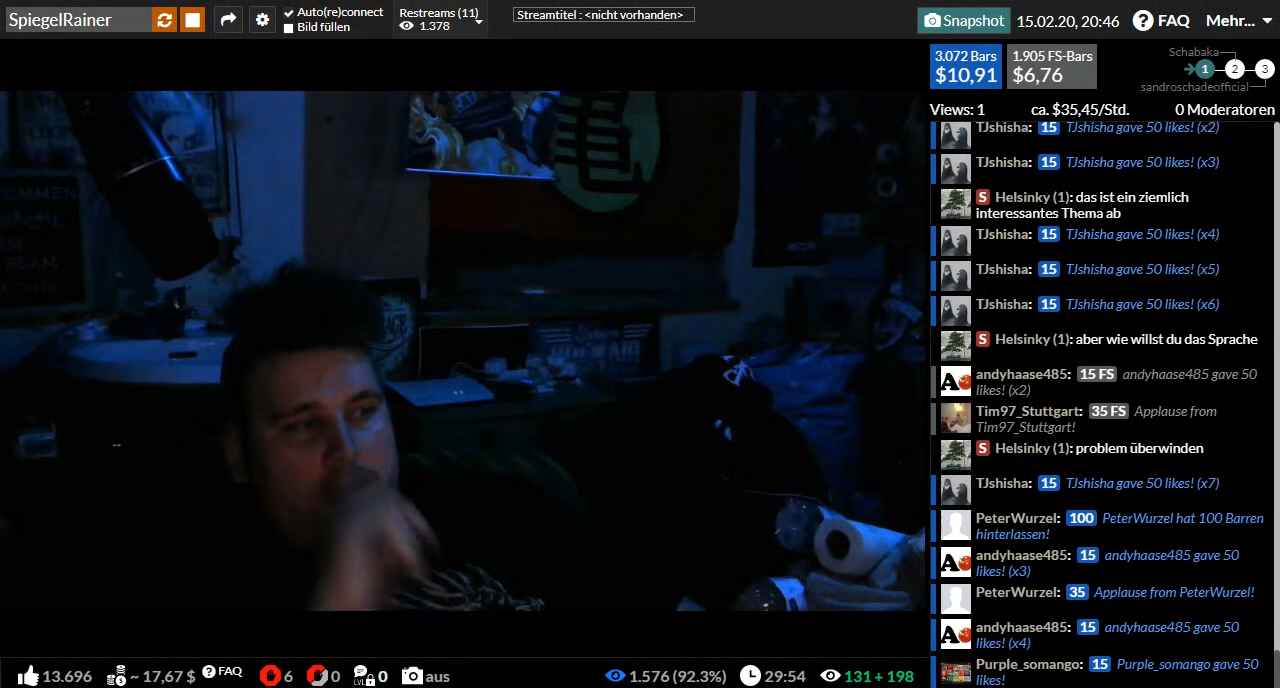 SpiegelRainer
Auto(re)connect
Bild füllen
Restreams (11)
1.378
Streamtitel : <nicht vorhanden>
Snapshot
15.02.20, 20:46
FAQ
Mehr...
3.072 Bars
$10,91
1.905 FS-Bars
$6,76
Schabaka
1 2 3
sandroschadeofficial
Views: 1 ca. $35,45/Std. 0 Moderatoren
TJshisha: 15 TJshisha gave 50 likes! (x2)
TJshisha: 15 TJshisha gave 50 likes! (x3)
S Helsinky (1): das ist ein ziemlich
interessantes Thema ab
TJshisha: 15 TJshisha gave 50 likes! (x4)
TJshisha: 15 TJshisha gave 50 likes! (x5)
TJshisha: 15 TJshisha gave 50 likes! (x6)
S Helsinky (1): aber wie willst du das Sprache
andyhaase485: 15 FS andyhaase485 gave 50
likes! (x2)
Tim97_Stuttgart: 35 FS Applause from
Tim97_Stuttgart!
S Helsinky (1): problem überwinden
TJshisha: 15 TJshisha gave 50 likes! (x7)
PeterWurzel: 100 PeterWurzel hat 100 Barren
hinterlassen!
andyhaase485: 15 andyhaase485 gave 50
likes! (x3)
PeterWurzel: 35 Applause from PeterWurzel!
andyhaase485: 15 andyhaase485 gave 50
likes! (x4)
Purple_somango: 15 Purple_somango gave 50
likes!
13.696 ~ 17,67 $ FAQ 6 0 LVL 0 aus 1.576 (92.3%) 29:54 131 + 198